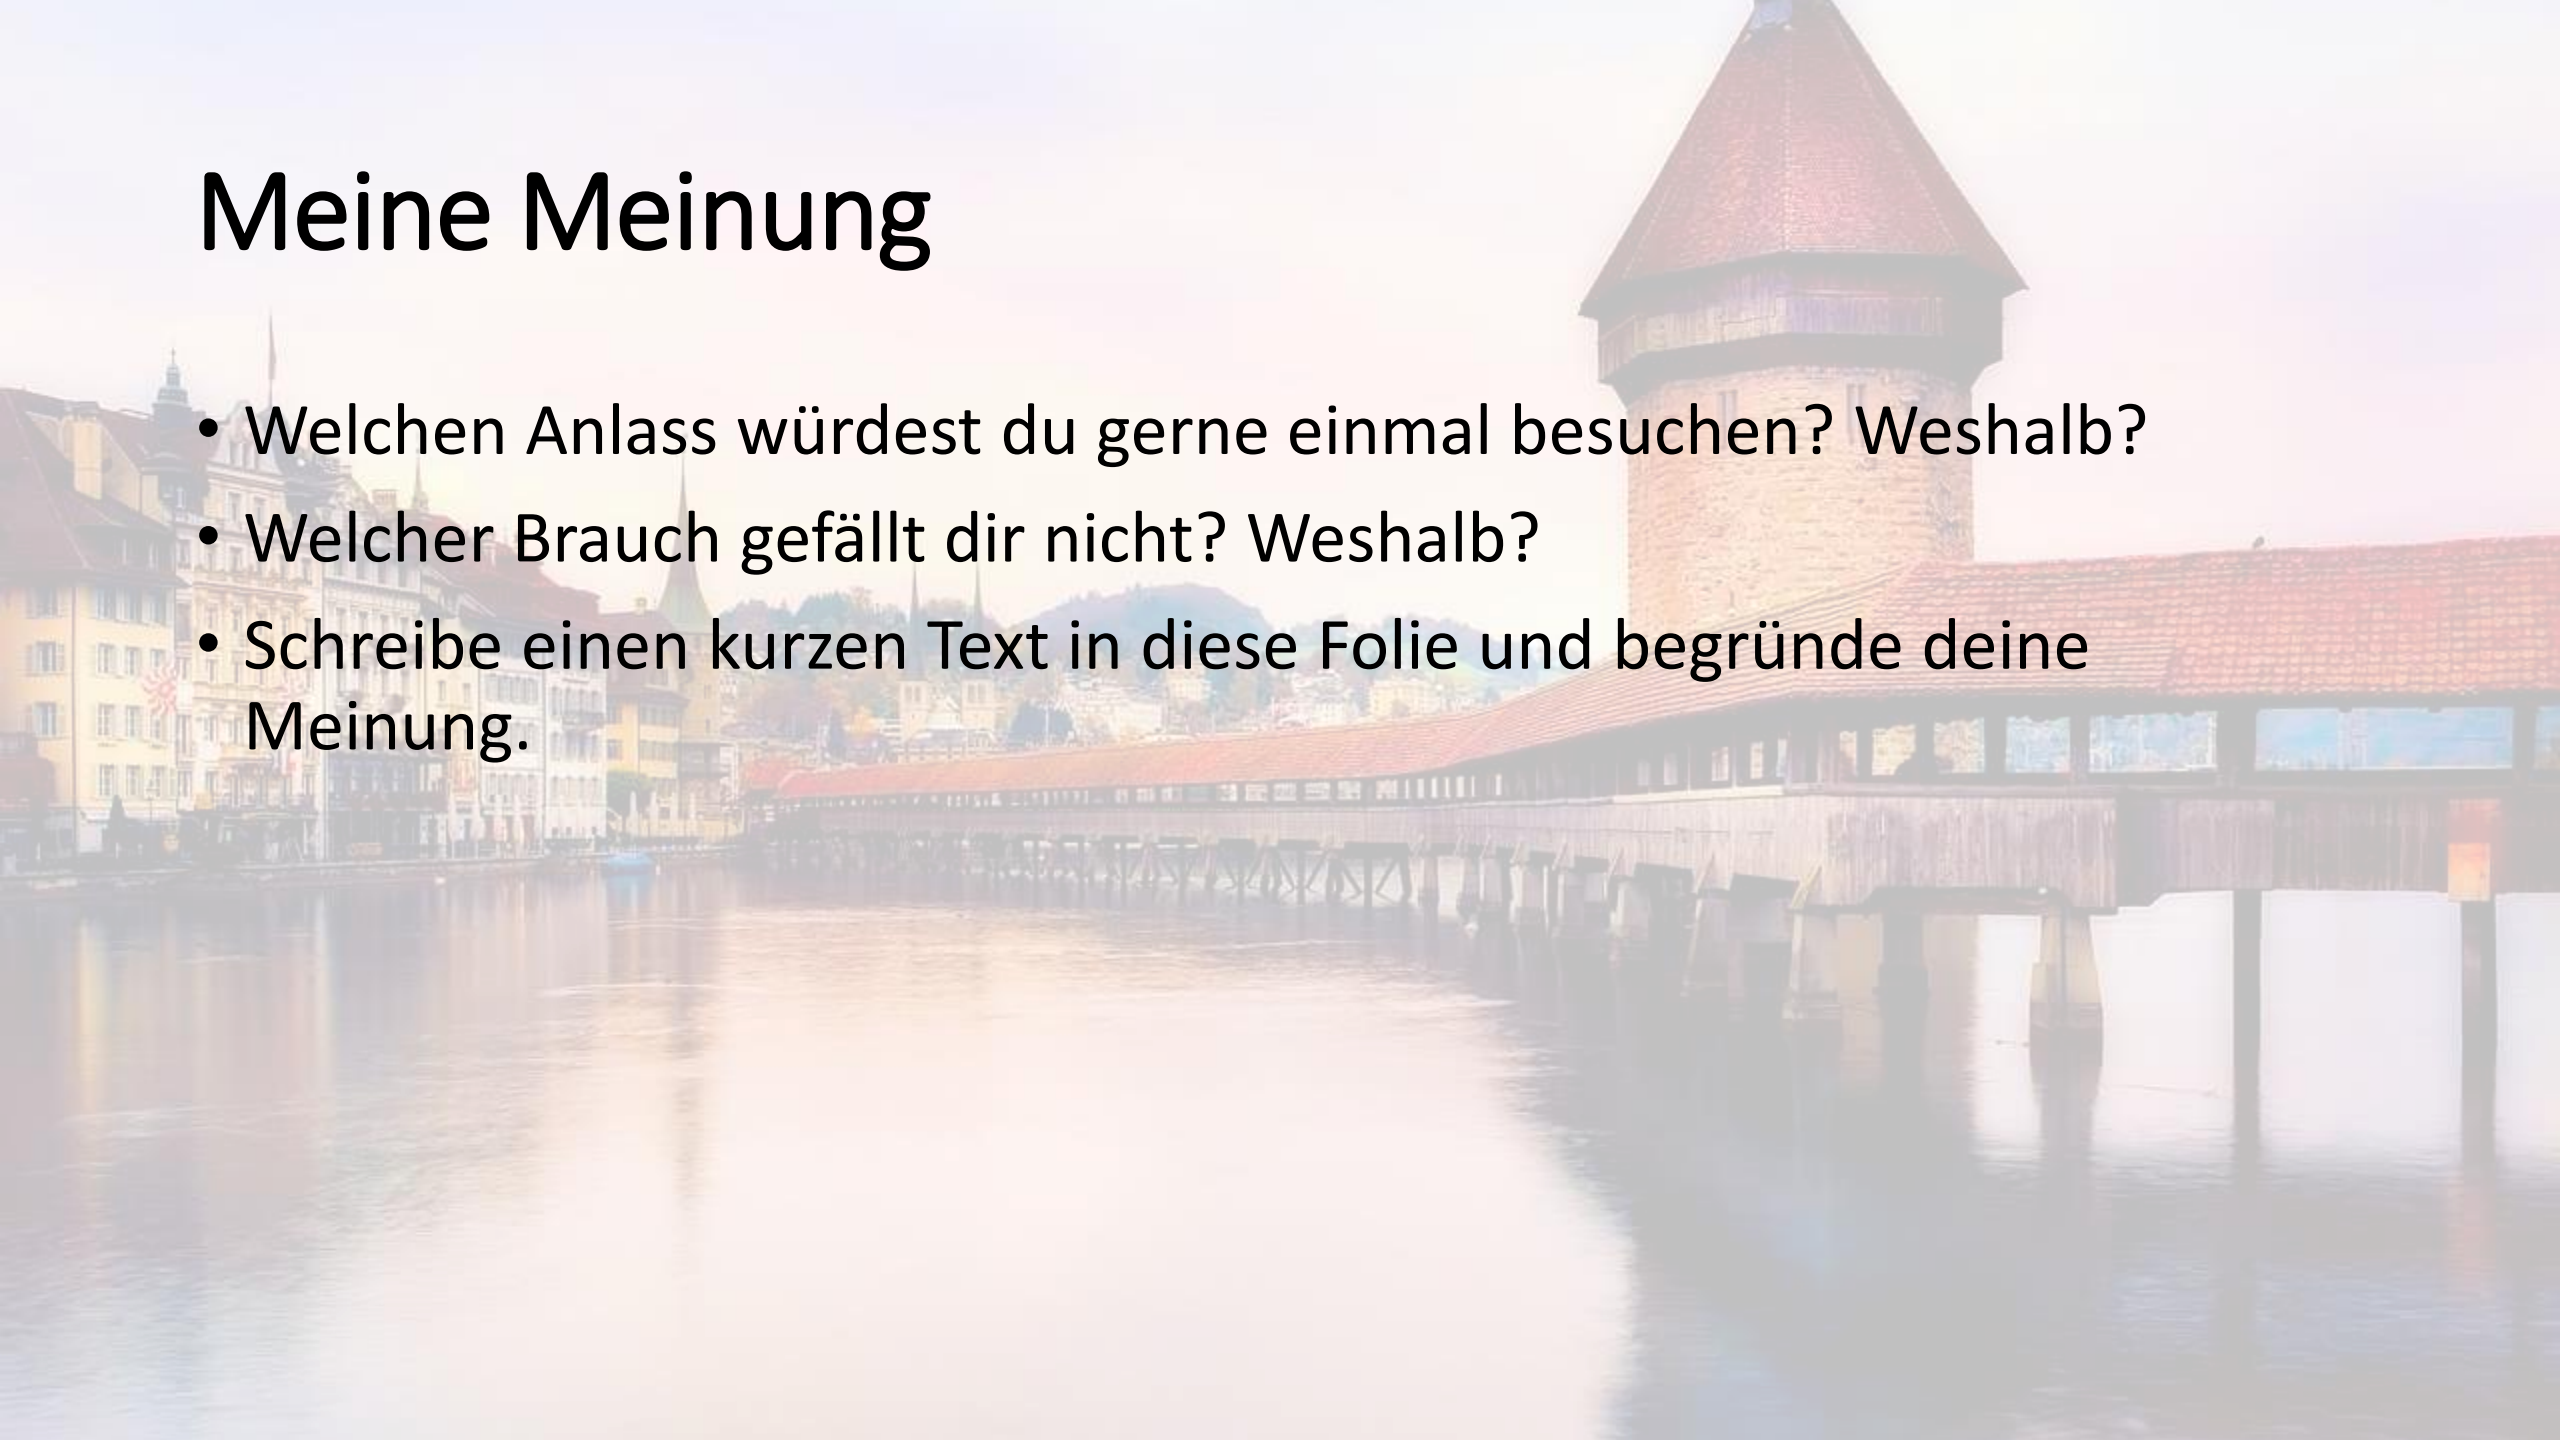 Meine Meinung
• Welchen Anlass würdest du gerne einmal besuchen? Weshalb?
• Welcher Brauch gefällt dir nicht? Weshalb?
• Schreibe einen kurzen Text in diese Folie und begründe deine
Meinung.